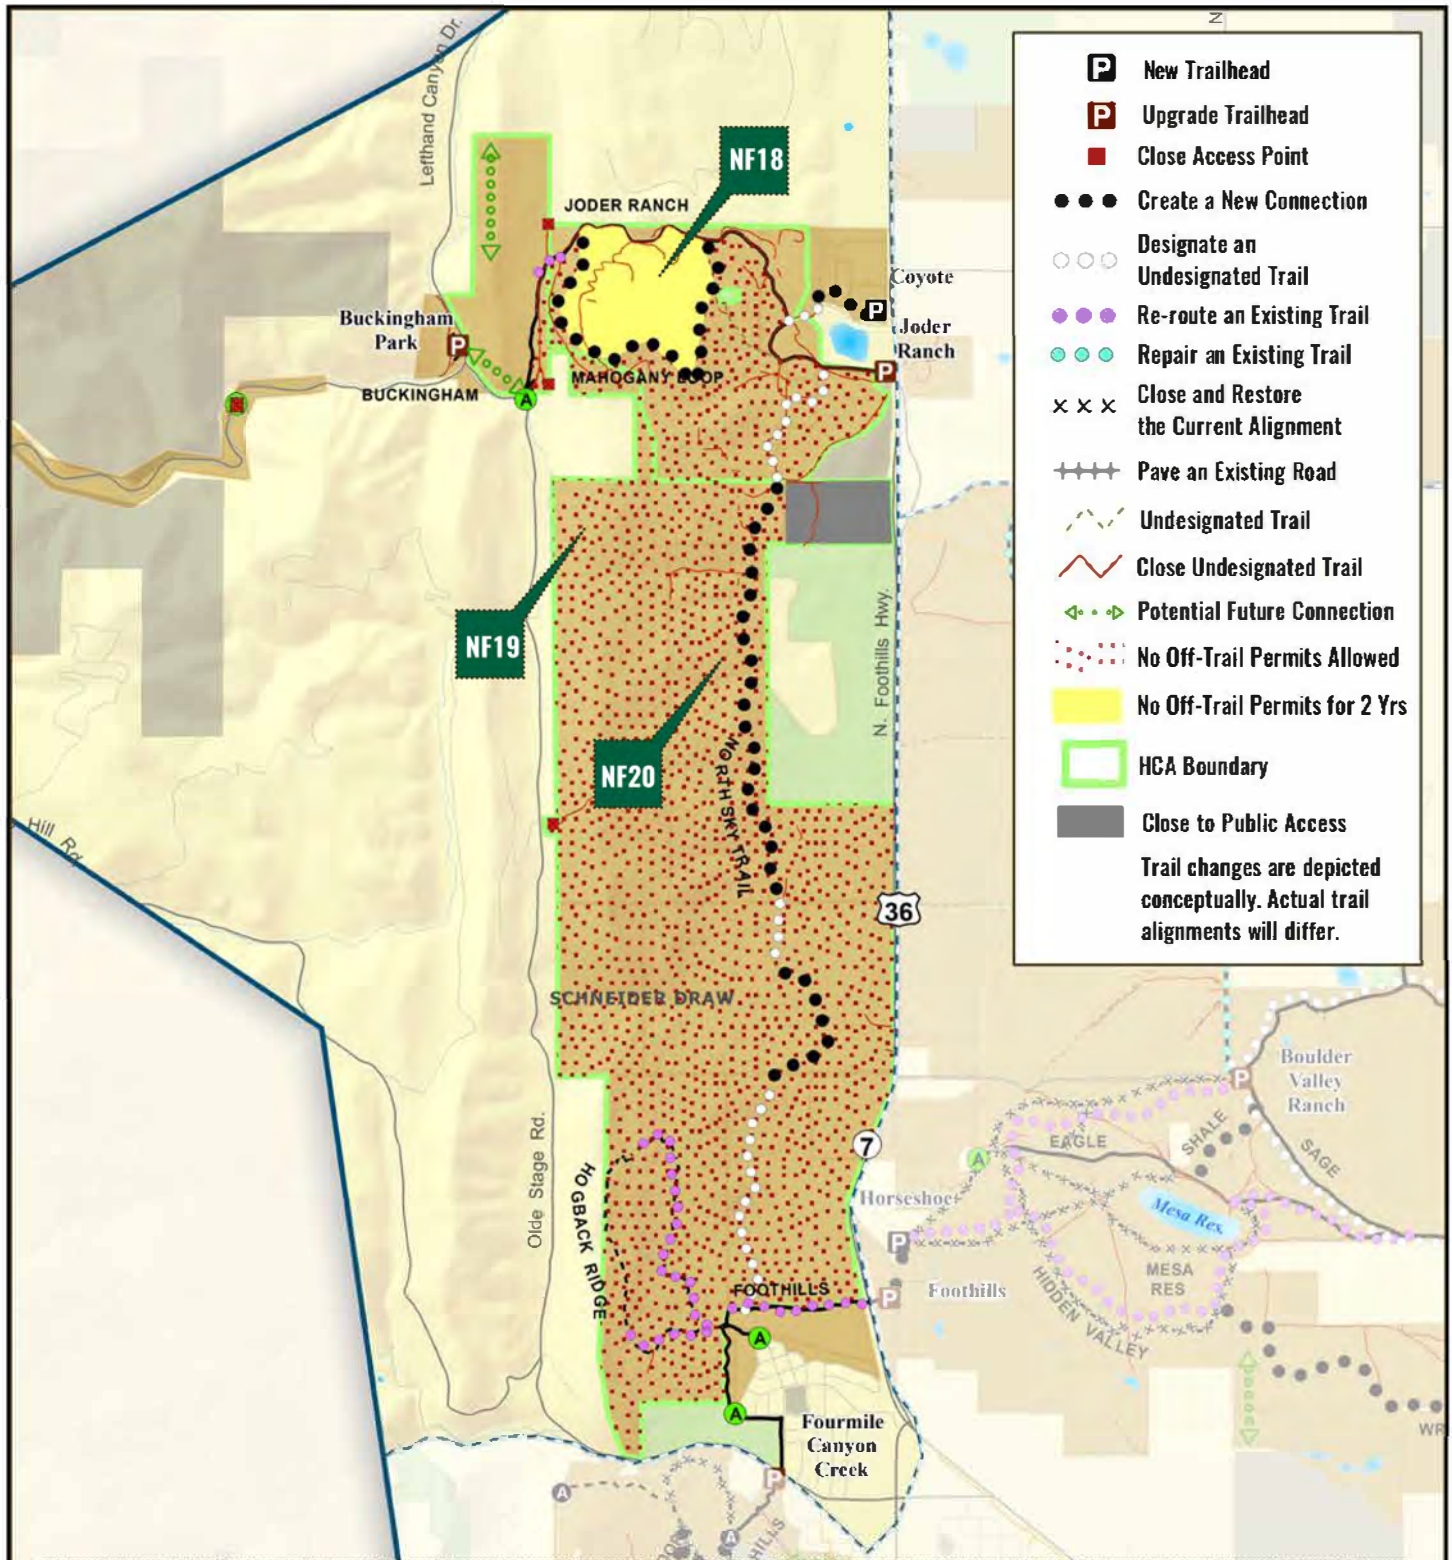 Lefthand Canyon Dr.
N
NF18
JODER RANCH
Coyote
Buckingham
Park
P
P
Joder
Ranch
P
MAHOGANY LOOP
BUCKINGHAM
A
NF19
N. Foothills Hwy.
NF20
NORTH SKY TRAIL
Hill Rd.
36
SCHNEIDER DRAW
Olde Stage Rd.
HOGBACK RIDGE
7
Boulder
Valley
Ranch
P
EAGLE
SHALE
SAGE
A
Horseshoe
P
Mesa Res.
MESA
RES
HIDDEN VALLEY
FOOTHILLS
P
Foothills
A
A
Fourmile
Canyon
Creek
P
A
A
HILLS
WR
P New Trailhead
P Upgrade Trailhead
Close Access Point
Create a New Connection
Designate an
Undesignated Trail
Re-route an Existing Trail
Repair an Existing Trail
Close and Restore
the Current Alignment
Pave an Existing Road
Undesignated Trail
Close Undesignated Trail
Potential Future Connection
No Off-Trail Permits Allowed
No Off-Trail Permits for 2 Yrs
HCA Boundary
Close to Public Access
Trail changes are depicted
conceptually. Actual trail
alignments will differ.